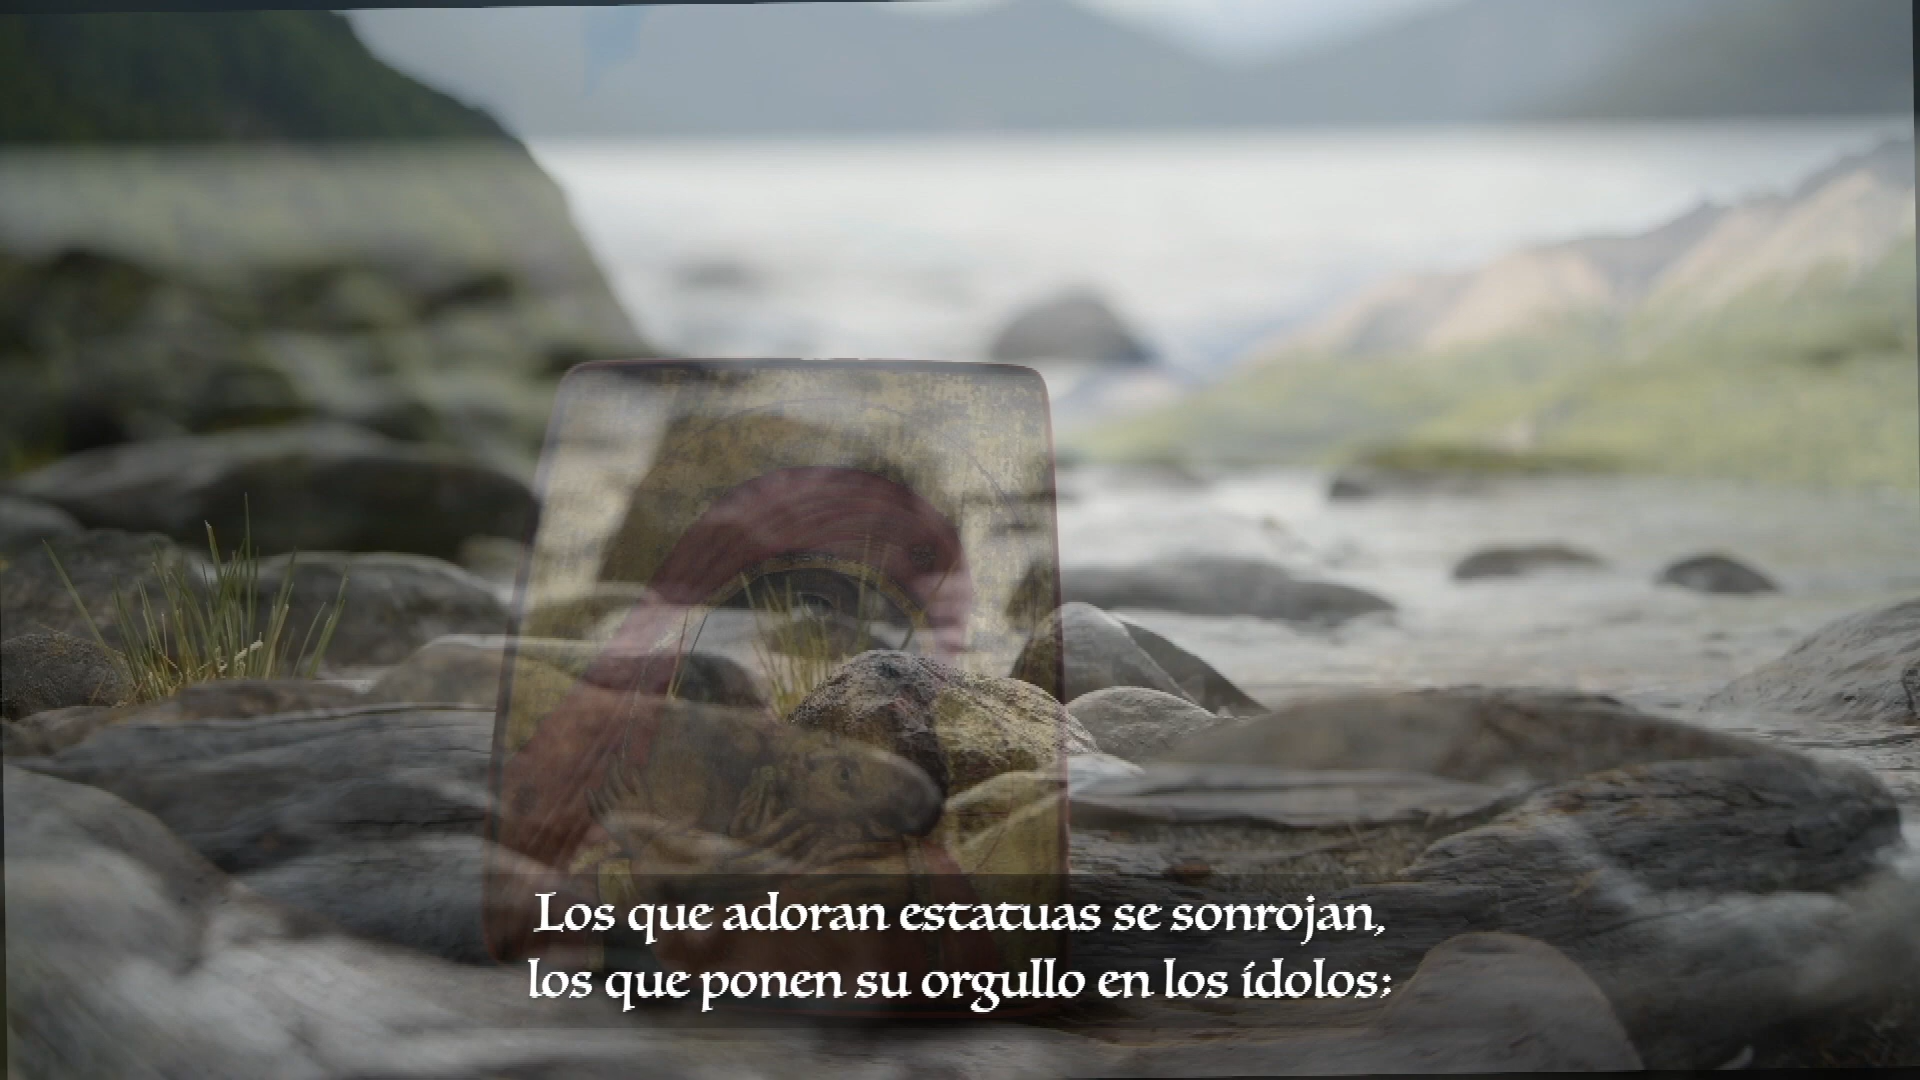 Los que adoran estatuas se sonrojan,
los que ponen su orgullo en los ídolos: